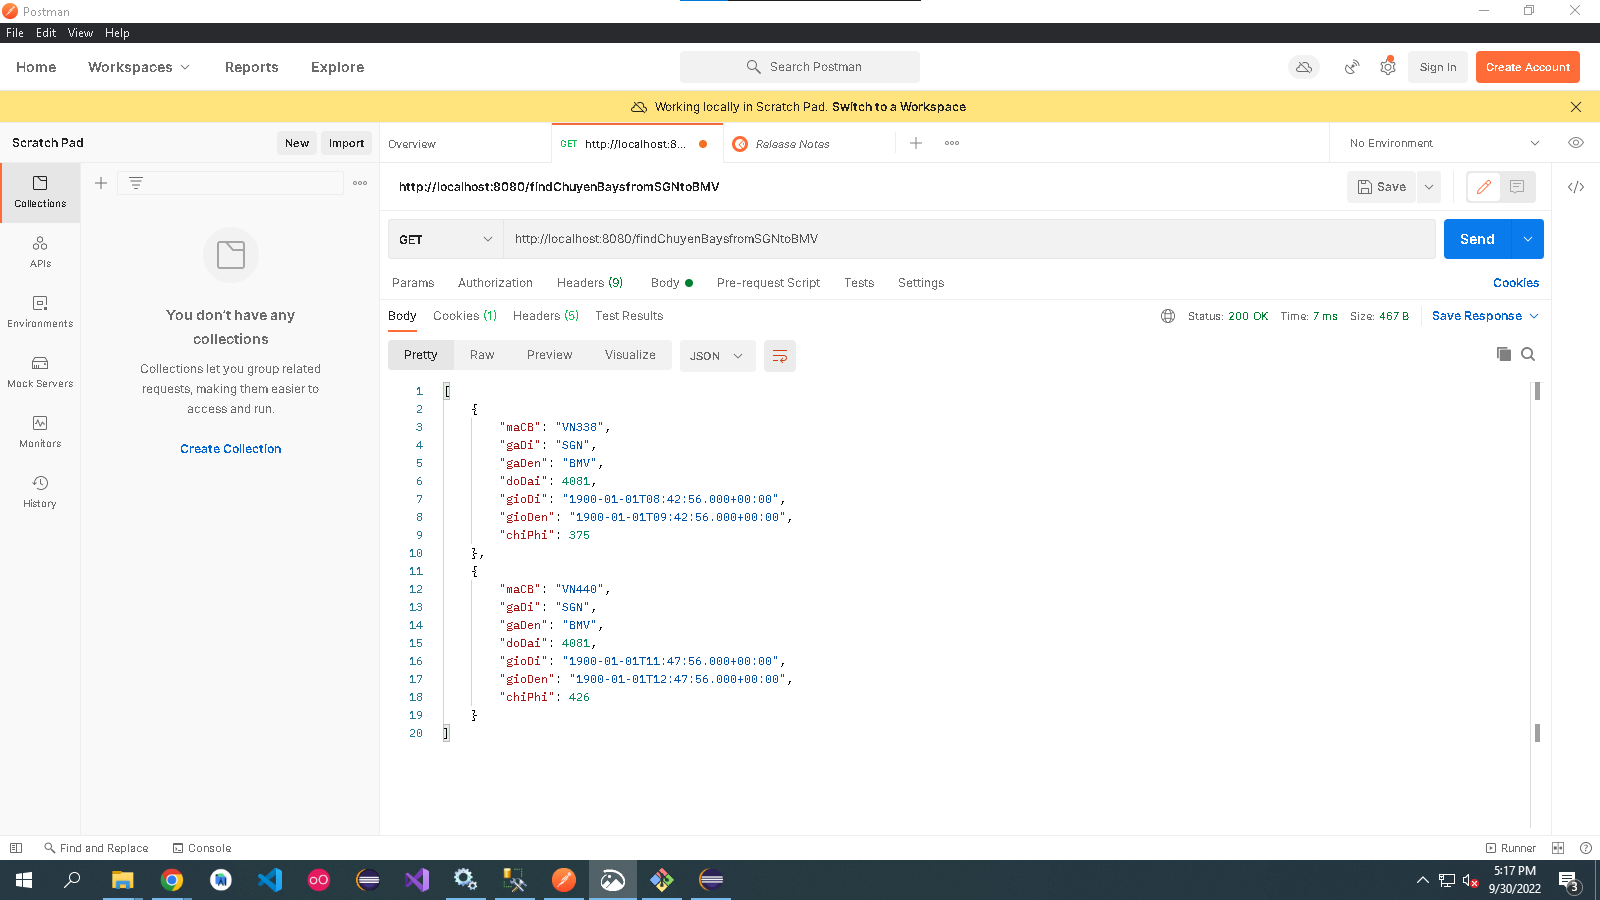 Postman
File Edit View Help
Home Workspaces Reports Explore Search Postman Sign In Create Account
Working locally in Scratch Pad. Switch to a Workspace
Scratch Pad New Import Overview GET http://localhost:8... Release Notes No Environment
http://localhost:8080/findChuyenBaysfromSGNtoBMV Save
Collections
APIs
Environments
Mock Servers
Monitors
History
You don't have any
collections
Collections let you group related
requests, making them easier to
access and run.
Create Collection
GET http://localhost:8080/findChuyenBaysfromSGNtoBMV Send
Params Authorization Headers (9) Body Pre-request Script Tests Settings Cookies
Body Cookies (1) Headers (5) Test Results Status: 200 OK Time: 7 ms Size: 467 B Save Response
Pretty Raw Preview Visualize JSON
1 [
2 {
3 "maCB": "VN338",
4 "gaDi": "SGN",
5 "gaDen": "BMV",
6 "doDai": 4081,
7 "gioDi": "1900-01-01T08:42:56.000+00:00",
8 "gioDen": "1900-01-01T09:42:56.000+00:00",
9 "chiPhi": 375
10 },
11 {
12 "maCB": "VN440",
13 "gaDi": "SGN",
14 "gaDen": "BMV",
15 "doDai": 4081,
16 "gioDi": "1900-01-01T11:47:56.000+00:00",
17 "gioDen": "1900-01-01T12:47:56.000+00:00",
18 "chiPhi": 426
19 }
20 ]
Find and Replace Console Runner
5:17 PM
9/30/2022
3